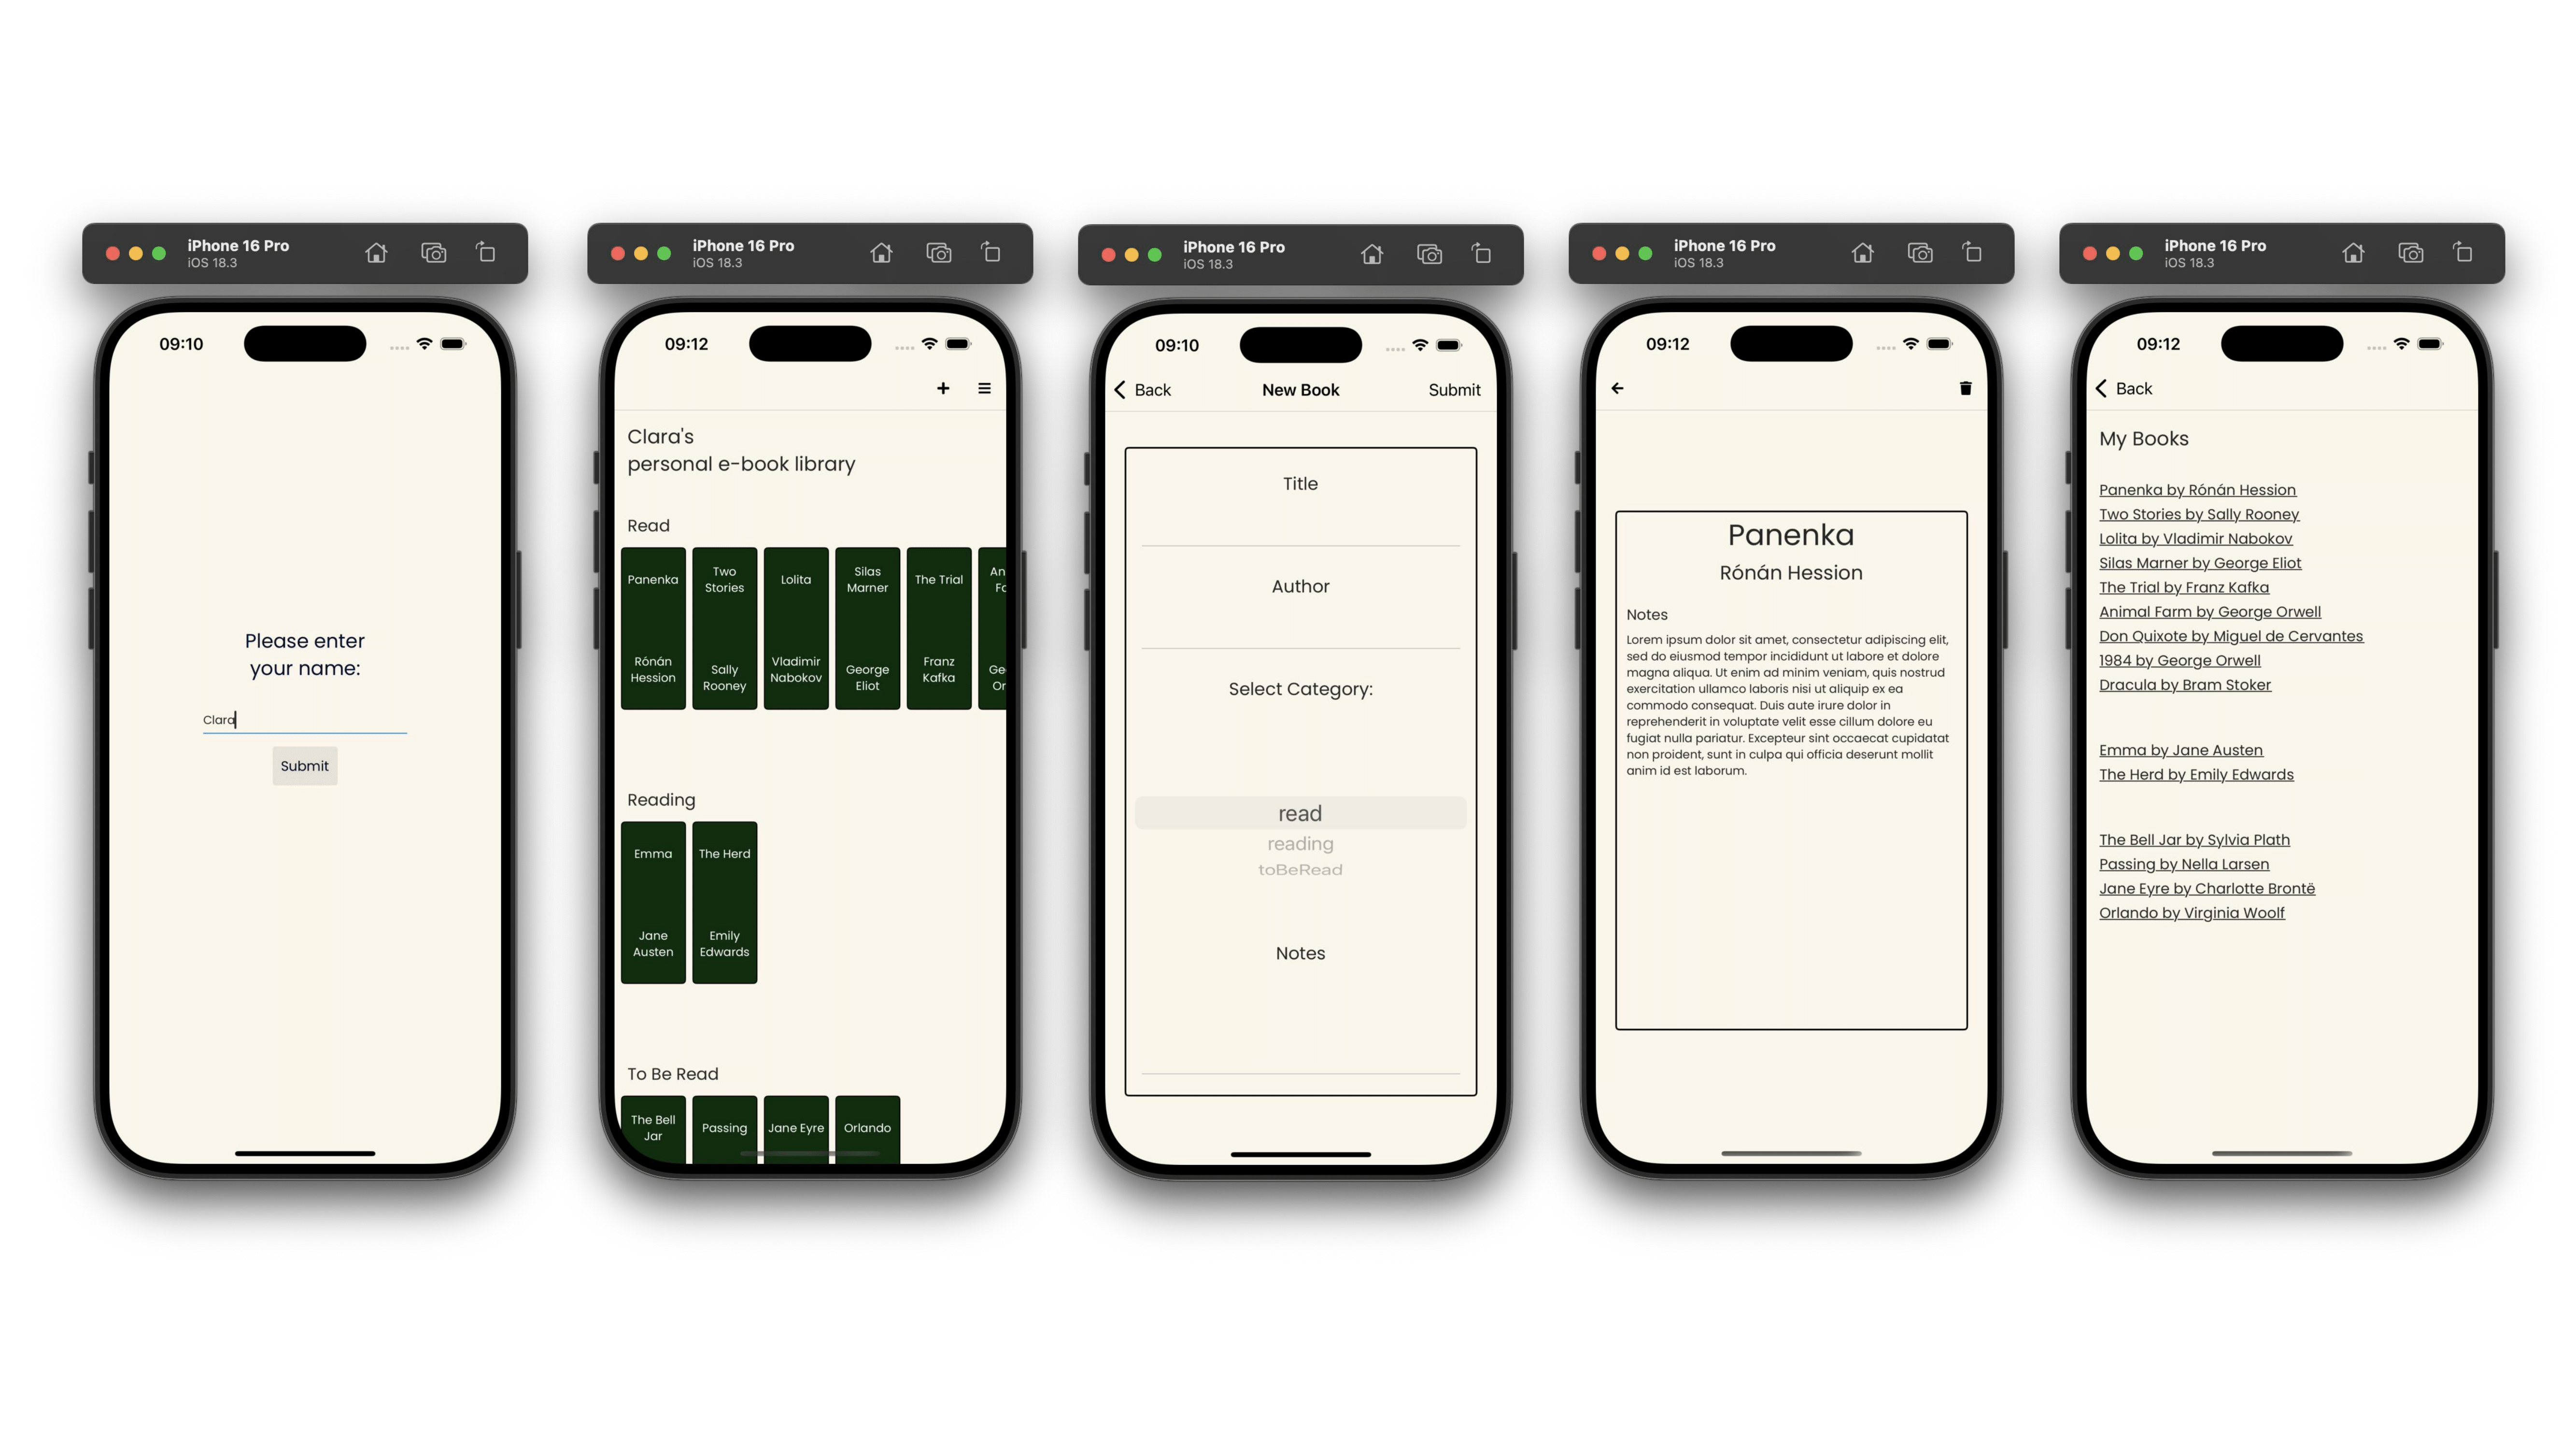 iPhone 16 Pro
iOS 18.3
09:10
Please enter
your name:
Clara
Submit
iPhone 16 Pro
iOS 18.3
09:12
Clara's
personal e-book library
Read
Panenka
Rónán
Hession
Two
Stories
Sally
Rooney
Lolita
Vladimir
Nabokov
Silas
Marner
George
Eliot
The Trial
Franz
Kafka
Reading
Emma
Jane
Austen
The Herd
Emily
Edwards
To Be Read
The Bell
Jar
Passing
Jane Eyre
Orlando
iPhone 16 Pro
iOS 18.3
09:10
Back
New Book
Submit
Title
Author
Select Category:
read
reading
toBeRead
Notes
iPhone 16 Pro
iOS 18.3
09:12
Panenka
Rónán Hession
Notes
Lorem ipsum dolor sit amet, consectetur adipiscing elit,
sed do eiusmod tempor incididunt ut labore et dolore
magna aliqua. Ut enim ad minim veniam, quis nostrud
exercitation ullamco laboris nisi ut aliquip ex ea
commodo consequat. Duis aute irure dolor in
reprehenderit in voluptate velit esse cillum dolore eu
fugiat nulla pariatur. Excepteur sint occaecat cupidatat
non proident, sunt in culpa qui officia deserunt mollit
anim id est laborum.
iPhone 16 Pro
iOS 18.3
09:12
Back
My Books
Panenka by Rónán Hession
Two Stories by Sally Rooney
Lolita by Vladimir Nabokov
Silas Marner by George Eliot
The Trial by Franz Kafka
Animal Farm by George Orwell
Don Quixote by Miguel de Cervantes
1984 by George Orwell
Dracula by Bram Stoker
Emma by Jane Austen
The Herd by Emily Edwards
The Bell Jar by Sylvia Plath
Passing by Nella Larsen
Jane Eyre by Charlotte Brontë
Orlando by Virginia Woolf